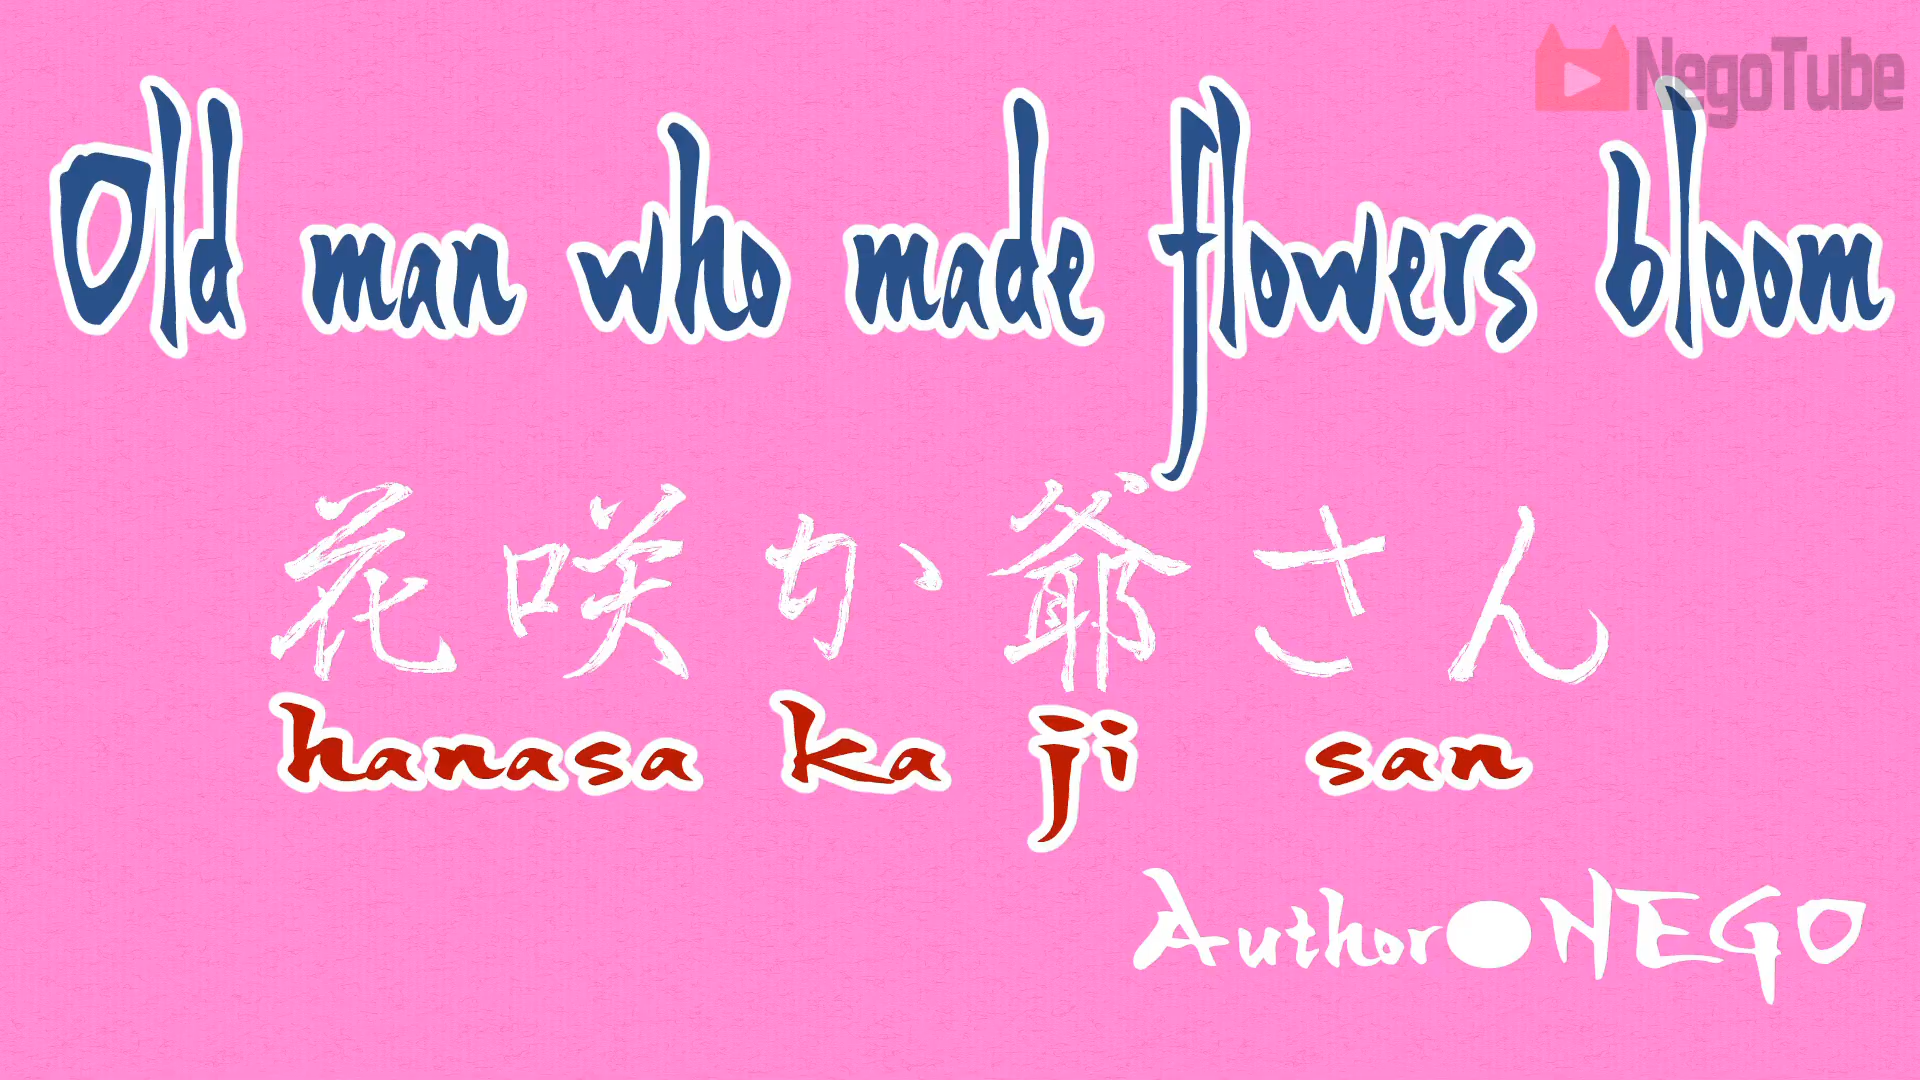 NegoTube
Old man who made flowers bloom
花咲か爺さん
hanasa ka ji san
Author●NEGO